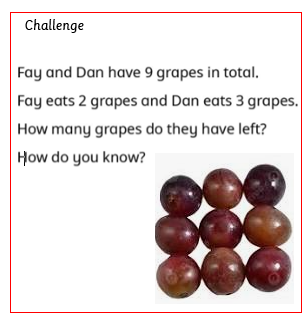 Challenge
Fay and Dan have 9 grapes in total.
Fay eats 2 grapes and Dan eats 3 grapes.
How many grapes do they have left?
How do you know?